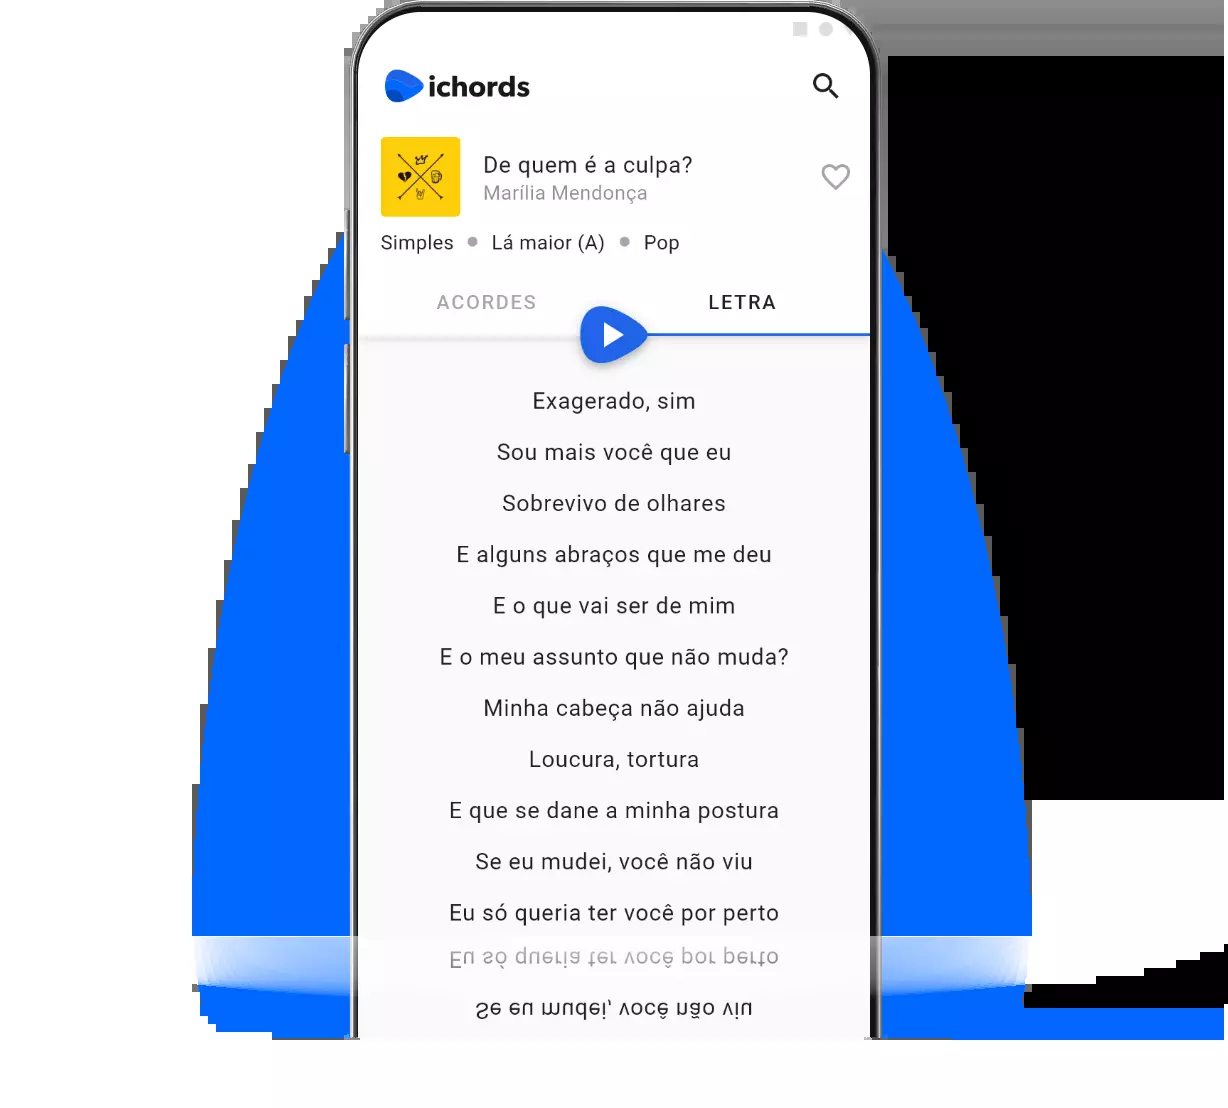 ichords
De quem é a culpa?
Marília Mendonça
Simples • Lá maior (A) • Pop
ACORDES LETRA
Exagerado, sim
Sou mais você que eu
Sobrevivo de olhares
E alguns abraços que me deu
E o que vai ser de mim
E o meu assunto que não muda?
Minha cabeça não ajuda
Loucura, tortura
E que se dane a minha postura
Se eu mudei, você não viu
Eu só queria ter você por perto
Eu só queria ter você por perto
Se eu mudei, você não viu